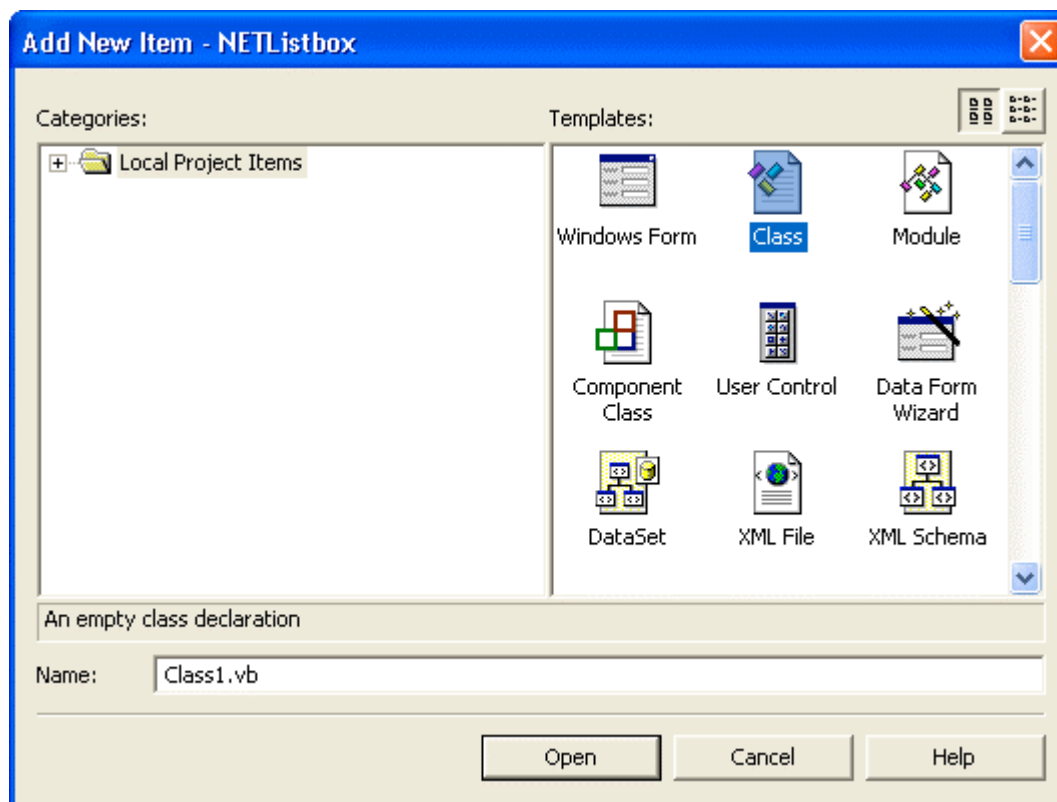 Add New Item - NETListbox
Categories:
Templates:
Local Project Items
Windows Form
Class
Module
Component
Class
User Control
Data Form
Wizard
DataSet
XML File
XML Schema
An empty class declaration
Name:
Class1.vb
Open
Cancel
Help